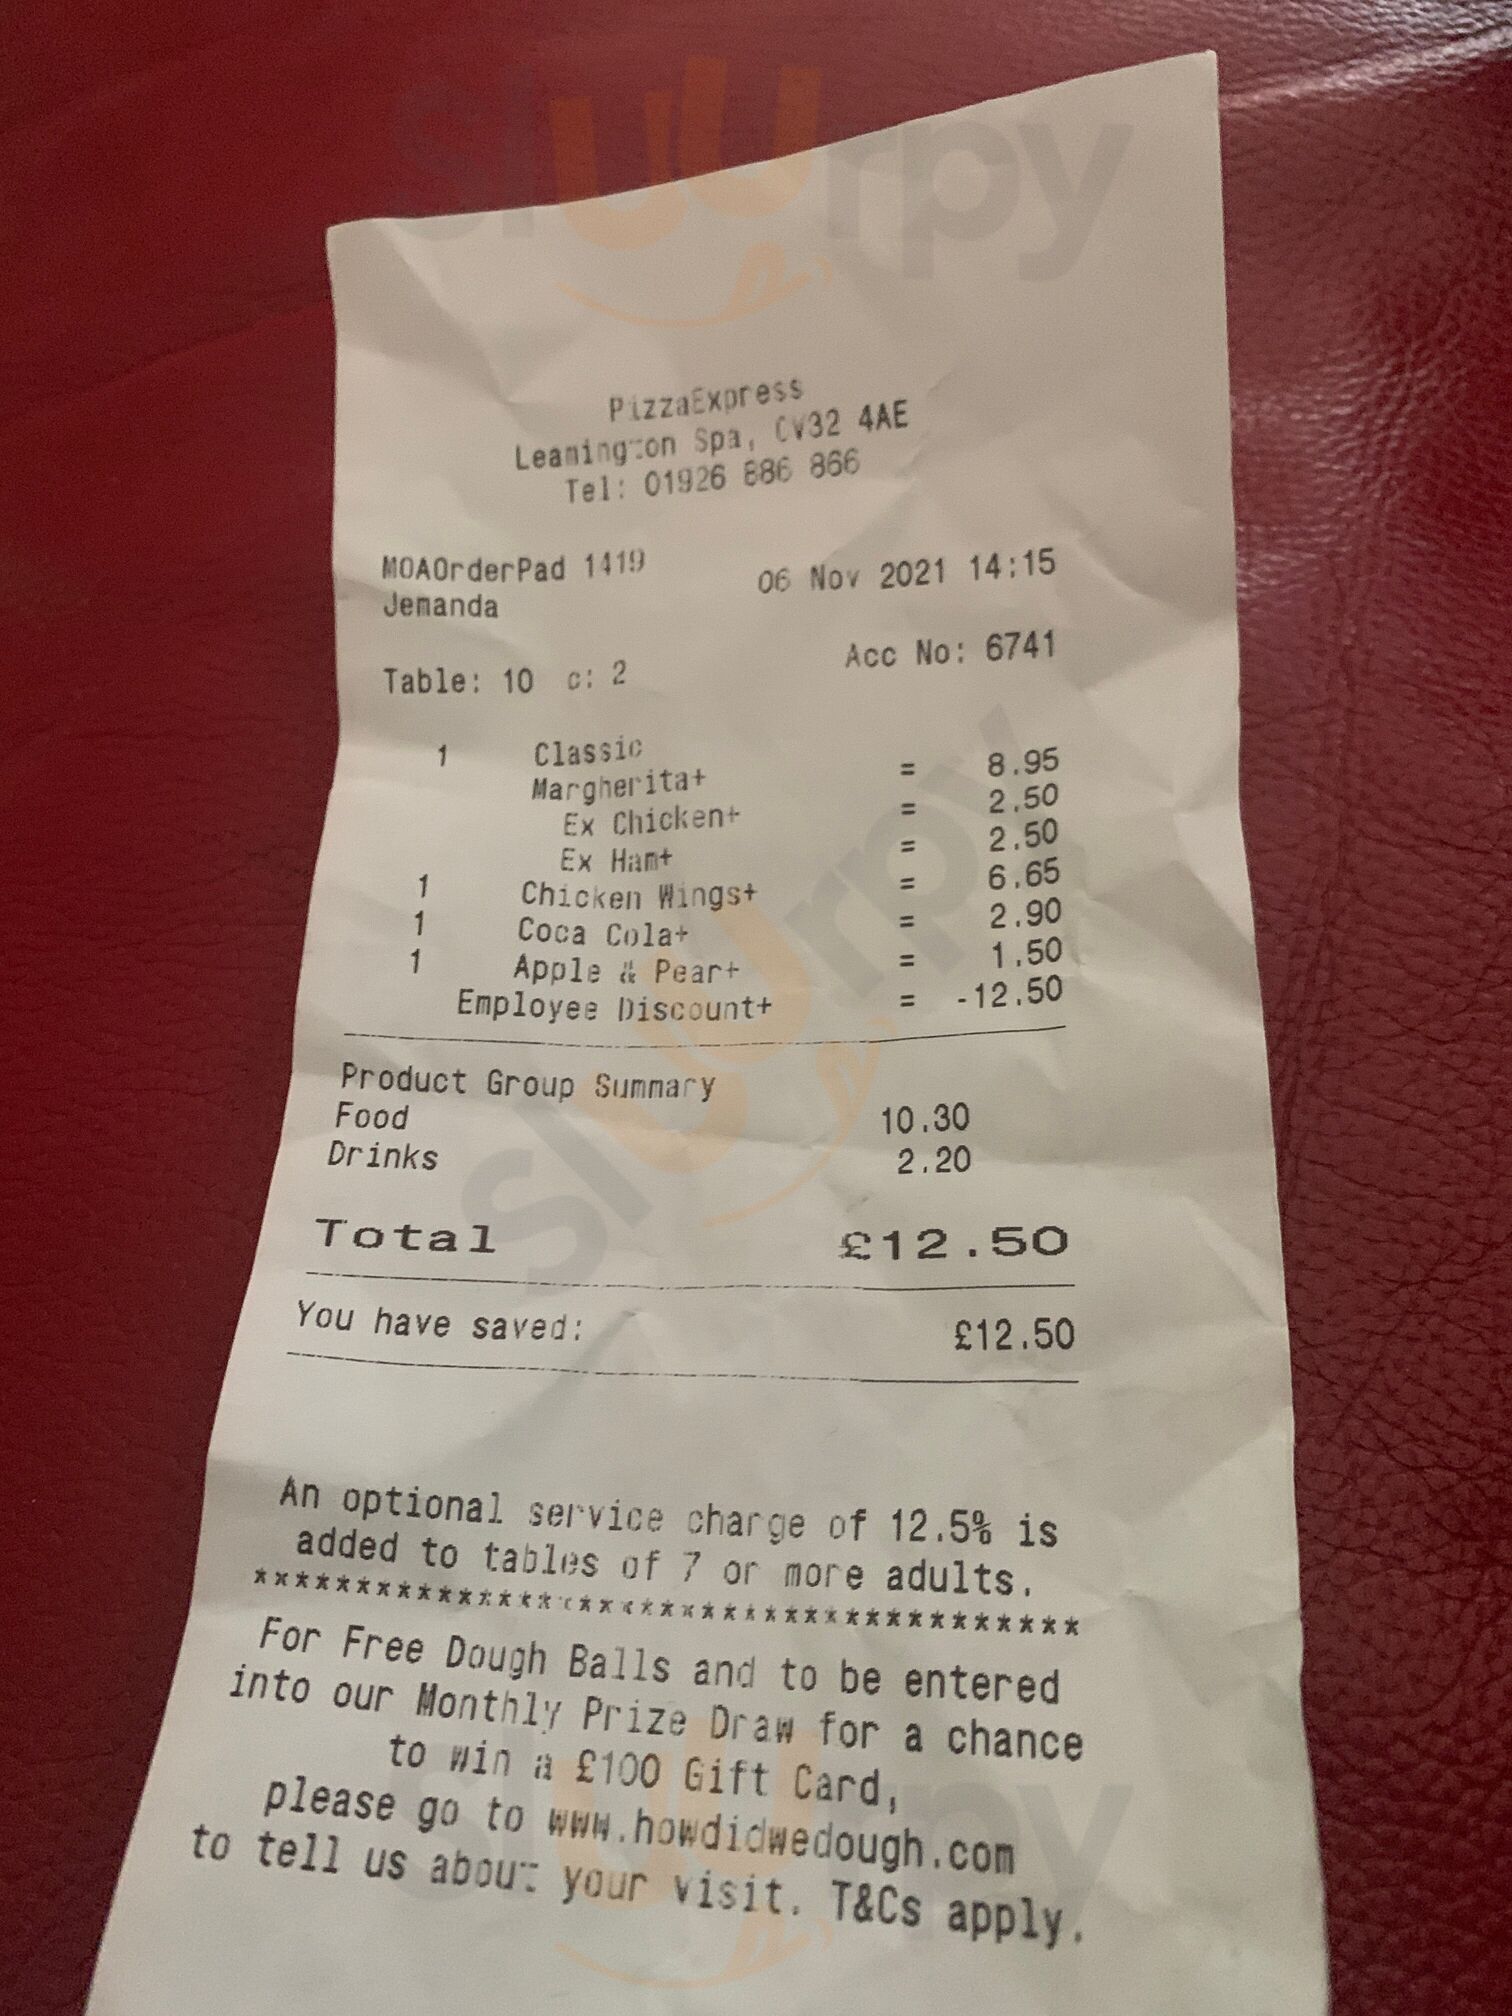 sluurpy
PizzaExpress
Leamington Spa, CV32 4AE
Tel: 01926 886 866
MOAOrderPad 1419 06 Nov 2021 14:15
Jemanda
Table: 10 c: 2 Acc No: 6741
1 Classic
Margherita+ = 8.95
Ex Chicken+ = 2.50
Ex Ham+ = 2.50
1 Chicken Wings+ = 6.65
1 Coca Cola+ = 2.90
1 Apple & Pear+ = 1.50
Employee Discount+ = -12.50
sluurpy
Product Group Summary
Food 10.30
Drinks 2.20
Total £12.50
You have saved: £12.50
An optional service charge of 12.5% is
added to tables of 7 or more adults.
*****************************************
For Free Dough Balls and to be entered
into our Monthly Prize Draw for a chance
to win a £100 Gift Card,
please go to www.howdidwedough.com
to tell us about your visit. T&Cs apply.
sluurpy